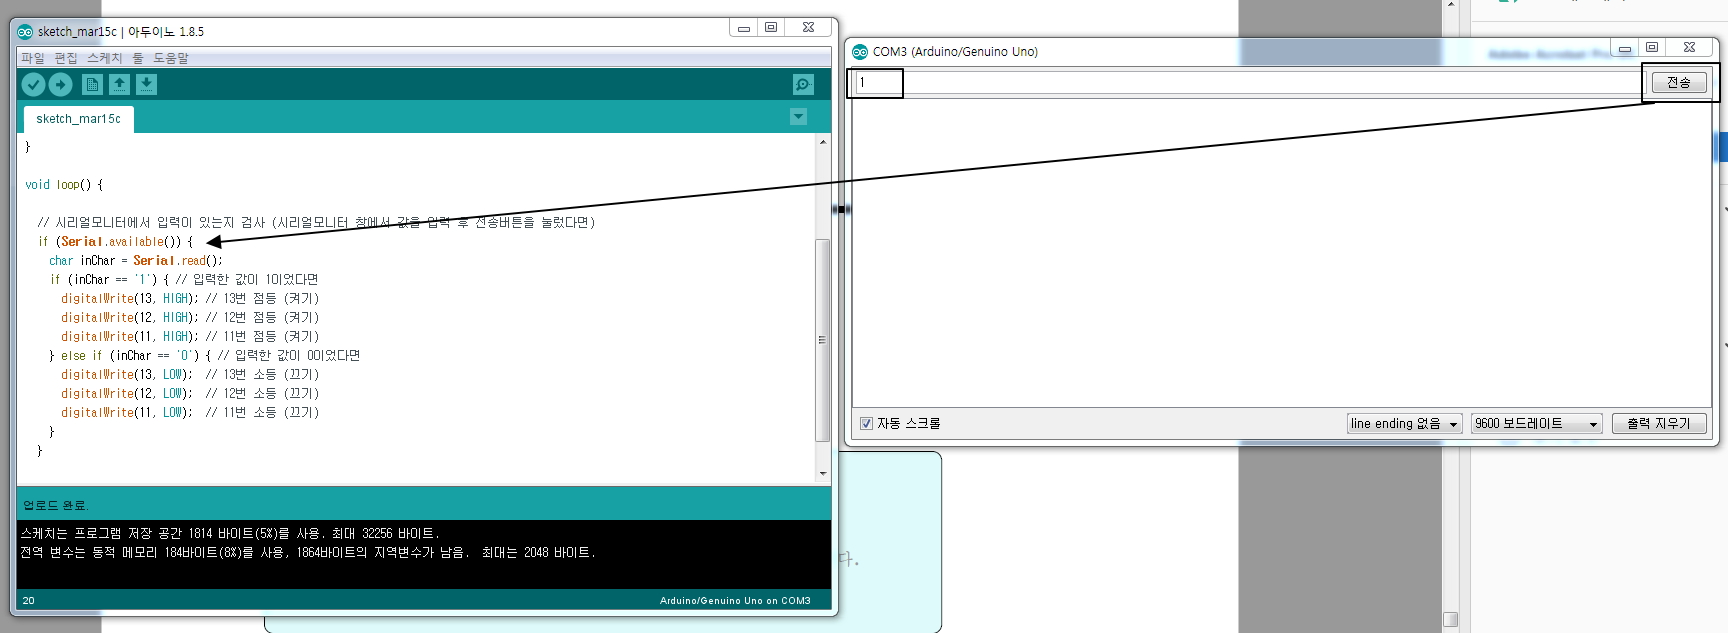 sketch_mar15c | 아두이노 1.8.5
파일 편집 스케치 툴 도움말
sketch_mar15c
}
void loop() {
// 시리얼모니터에서 입력이 있는지 검사 (시리얼모니터 창에서 값을 입력 후 전송버튼을 눌렀다면)
if (Serial.available()) {
char inChar = Serial.read();
if (inChar == '1') { // 입력한 값이 1이었다면
digitalWrite(13, HIGH); // 13번 점등 (켜기)
digitalWrite(12, HIGH); // 12번 점등 (켜기)
digitalWrite(11, HIGH); // 11번 점등 (켜기)
} else if (inChar == '0') { // 입력한 값이 0이었다면
digitalWrite(13, LOW); // 13번 소등 (끄기)
digitalWrite(12, LOW); // 12번 소등 (끄기)
digitalWrite(11, LOW); // 11번 소등 (끄기)
}
}
업로드 완료.
스케치는 프로그램 저장 공간 1814 바이트(5%)를 사용. 최대 32256 바이트.
전역 변수는 동적 메모리 184바이트(8%)를 사용, 1864바이트의 지역변수가 남음. 최대는 2048 바이트.
20
Arduino/Genuino Uno on COM3
COM3 (Arduino/Genuino Uno)
1
전송
자동 스크롤
line ending 없음
9600 보드레이트
출력 지우기
다.